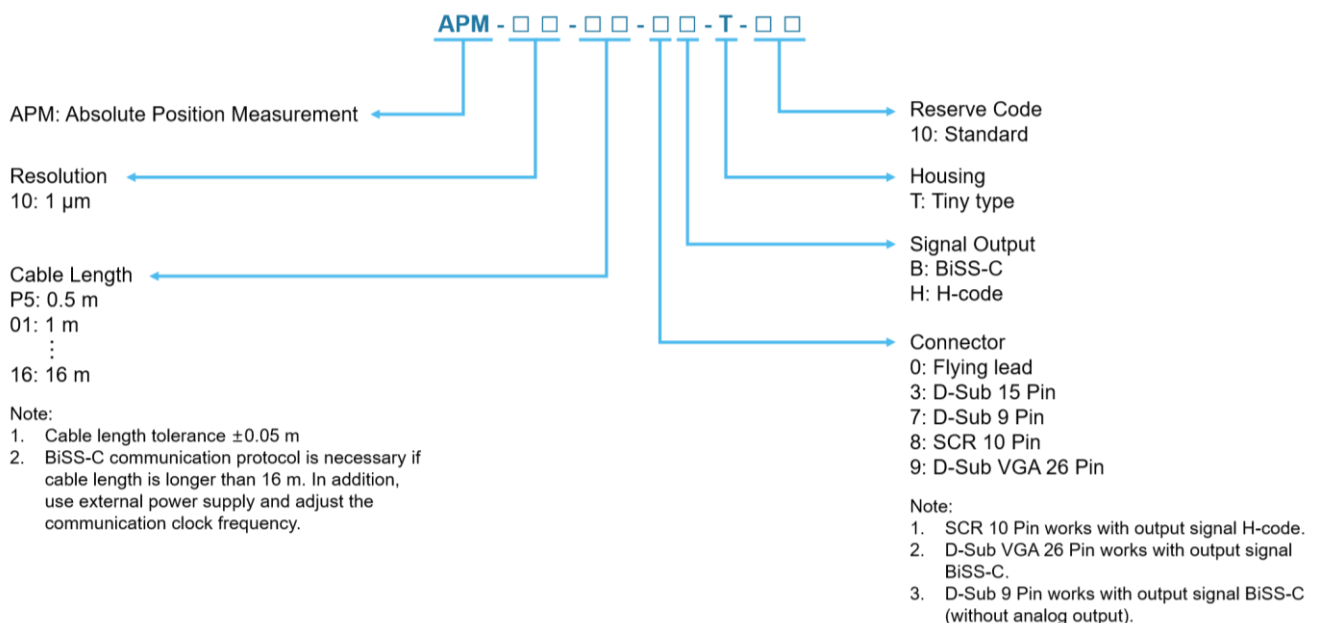 APM - □ □ - □ □ - □ □ - T - □ □
APM: Absolute Position Measurement
Resolution
10: 1 μm
Cable Length
P5: 0.5 m
01: 1 m
⋮
16: 16 m
Note:
1. Cable length tolerance ±0.05 m
2. BiSS-C communication protocol is necessary if
cable length is longer than 16 m. In addition,
use external power supply and adjust the
communication clock frequency.
Reserve Code
10: Standard
Housing
T: Tiny type
Signal Output
B: BiSS-C
H: H-code
Connector
0: Flying lead
3: D-Sub 15 Pin
7: D-Sub 9 Pin
8: SCR 10 Pin
9: D-Sub VGA 26 Pin
Note:
1. SCR 10 Pin works with output signal H-code.
2. D-Sub VGA 26 Pin works with output signal
BiSS-C.
3. D-Sub 9 Pin works with output signal BiSS-C
(without analog output).